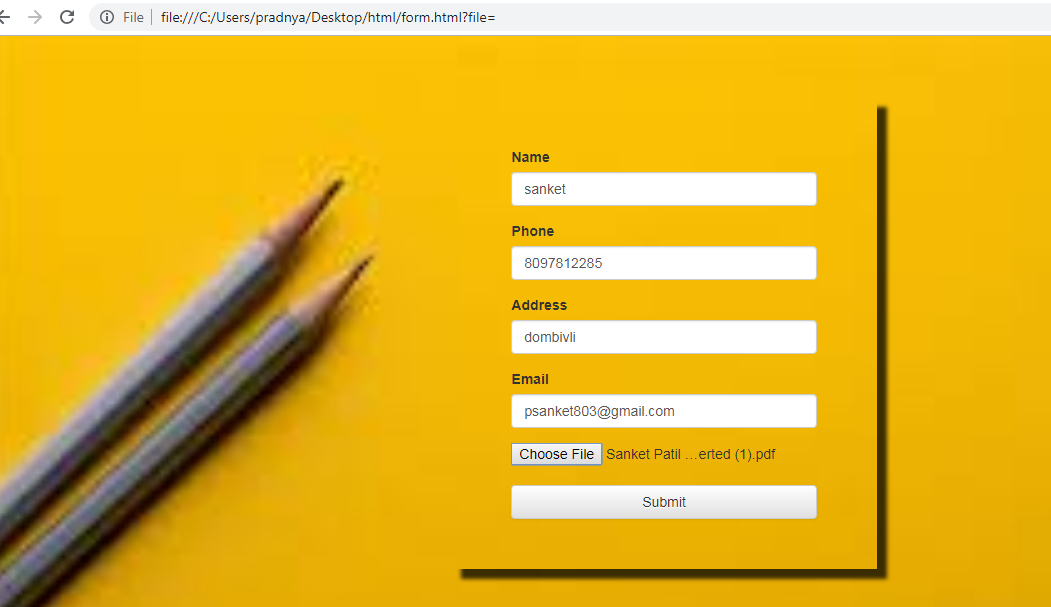 File file:///C:/Users/pradnya/Desktop/html/form.html?file=
Name
sanket
Phone
8097812285
Address
dombivli
Email
psanket803@gmail.com
Choose File Sanket Patil ...erted (1).pdf
Submit